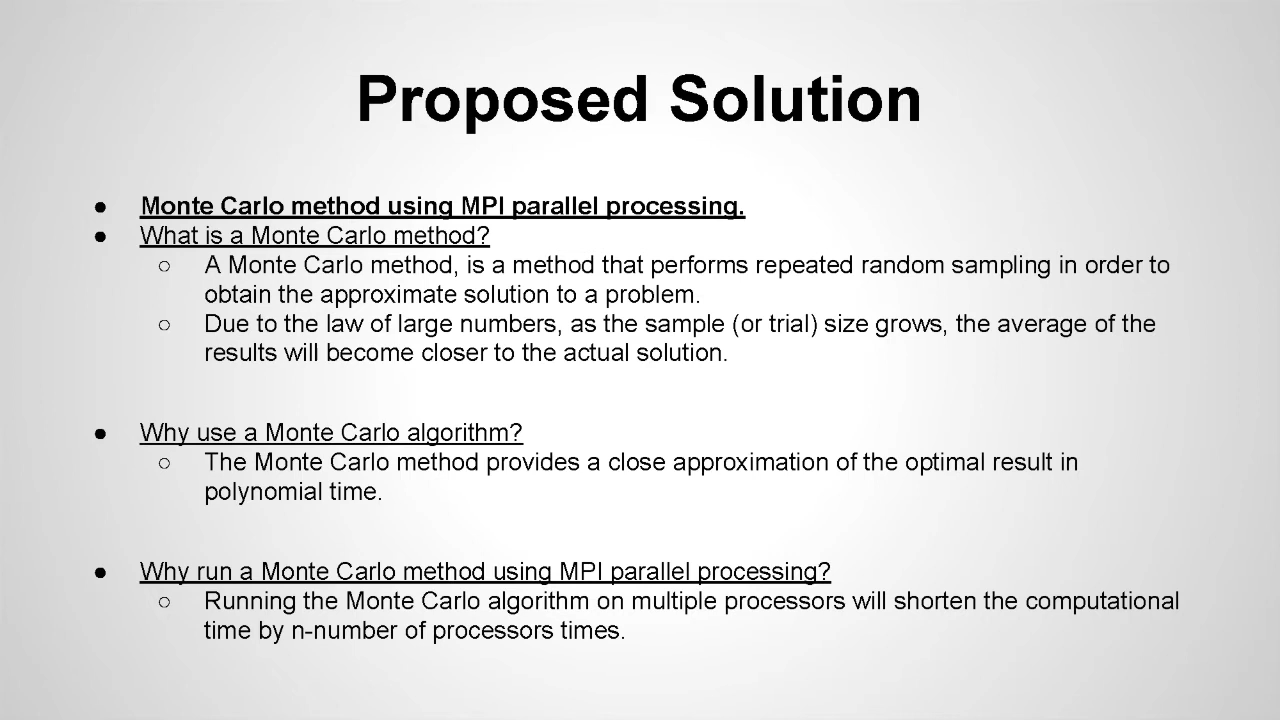 Proposed Solution
● Monte Carlo method using MPI parallel processing.
● What is a Monte Carlo method?
○ A Monte Carlo method, is a method that performs repeated random sampling in order to
obtain the approximate solution to a problem.
○ Due to the law of large numbers, as the sample (or trial) size grows, the average of the
results will become closer to the actual solution.
● Why use a Monte Carlo algorithm?
○ The Monte Carlo method provides a close approximation of the optimal result in
polynomial time.
● Why run a Monte Carlo method using MPI parallel processing?
○ Running the Monte Carlo algorithm on multiple processors will shorten the computational
time by n-number of processors times.